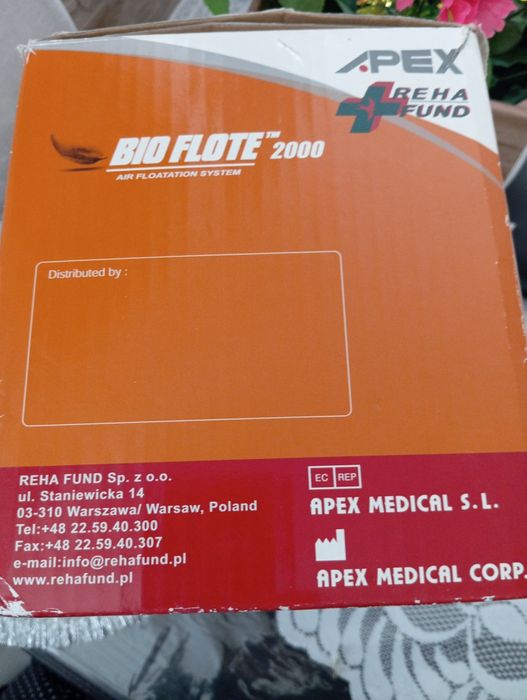 APEX
REHA
FUND
BIO FLOTE™ 2000
AIR FLOATATION SYSTEM
Distributed by :
REHA FUND Sp. z o.o.
ul. Staniewicka 14
03-310 Warszawa/ Warsaw, Poland
Tel:+48 22.59.40.300
Fax:+48 22.59.40.307
e-mail:info@rehafund.pl
www.rehafund.pl
EC REP
APEX MEDICAL S.L.
APEX MEDICAL CORP.